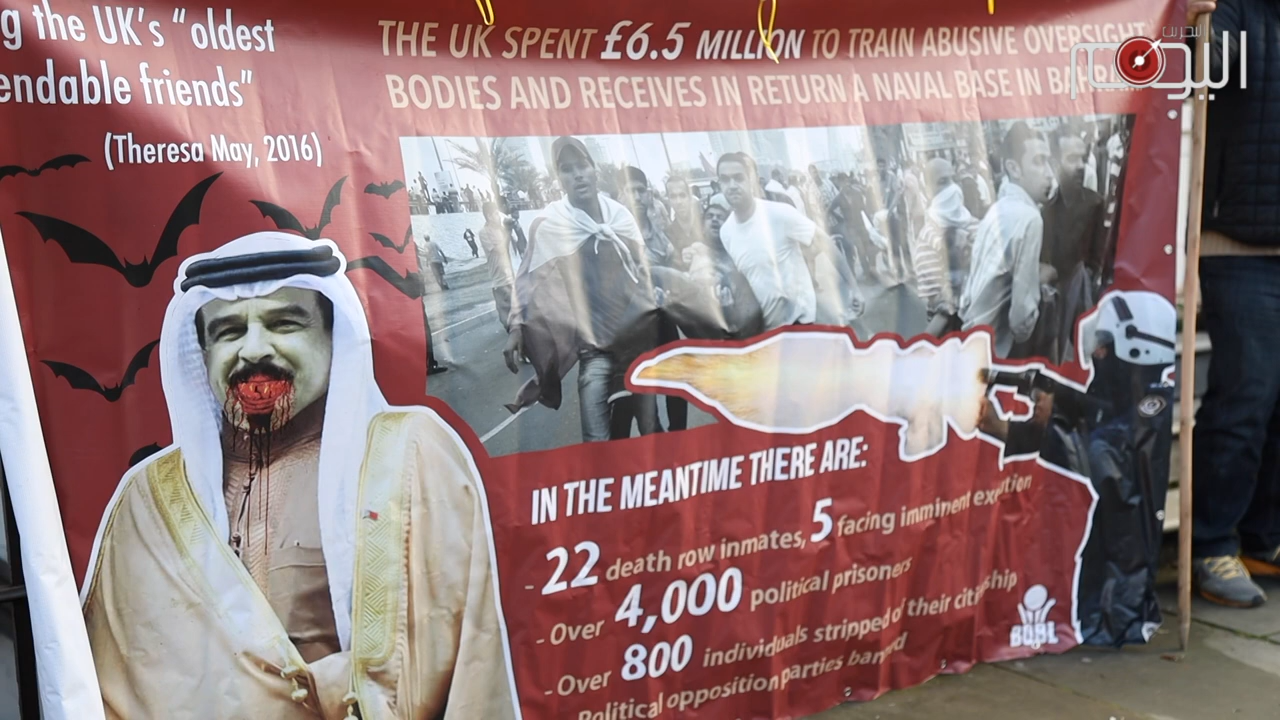 g the UK's "oldest
endable friends"
(Theresa May, 2016)
THE UK SPENT £6.5 MILLION TO TRAIN ABUSIVE OVERSIGHT
BODIES AND RECEIVES IN RETURN A NAVAL BASE IN BAHR
IN THE MEANTIME THERE ARE:
- 22 death row inmates, 5 facing imminent execution
- Over 4,000 political prisoners
- Over 800 individuals stripped of their citizenship
Political opposition parties banned
البحرين
اليوم